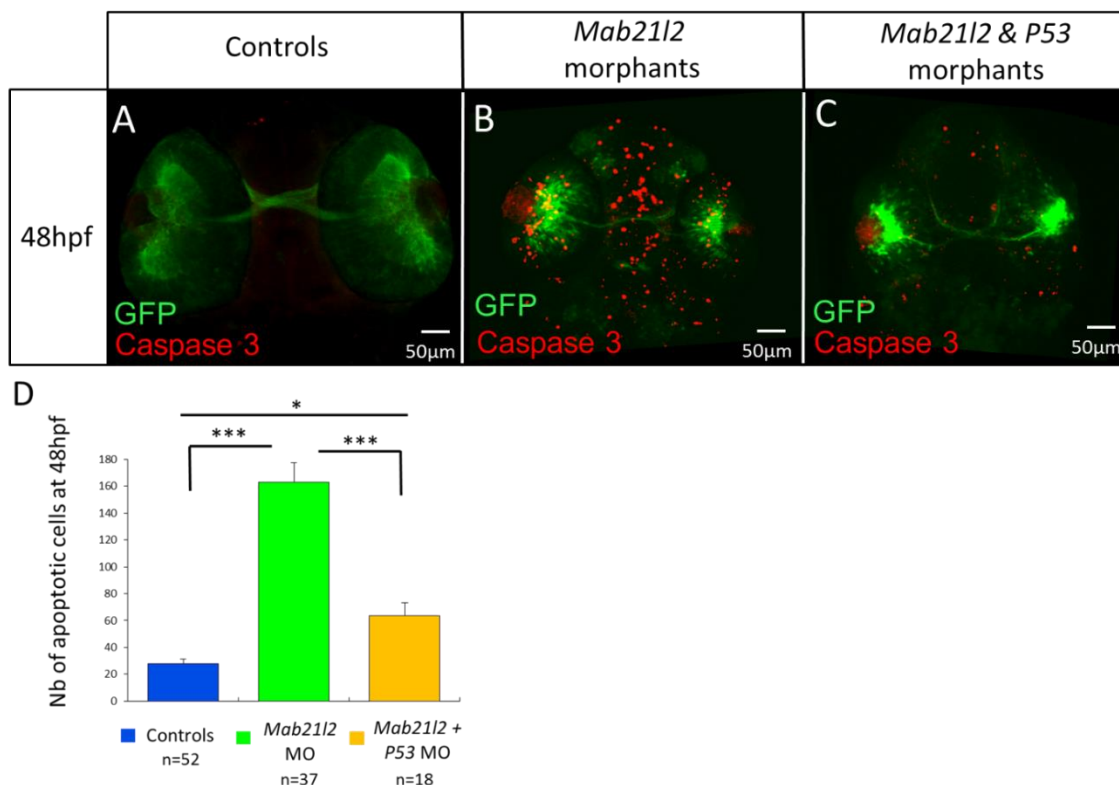 Controls
Mab21l2
morphants
Mab21l2 & P53
morphants
48hpf
A
GFP
Caspase 3
50µm
B
GFP
Caspase 3
50µm
C
GFP
Caspase 3
50µm
D
*
*** ***
Nb of apoptotic cells at 48hpf
180
160
140
120
100
80
60
40
20
0
Controls
n=52
Mab21l2
MO
n=37
Mab21l2 +
P53 MO
n=18